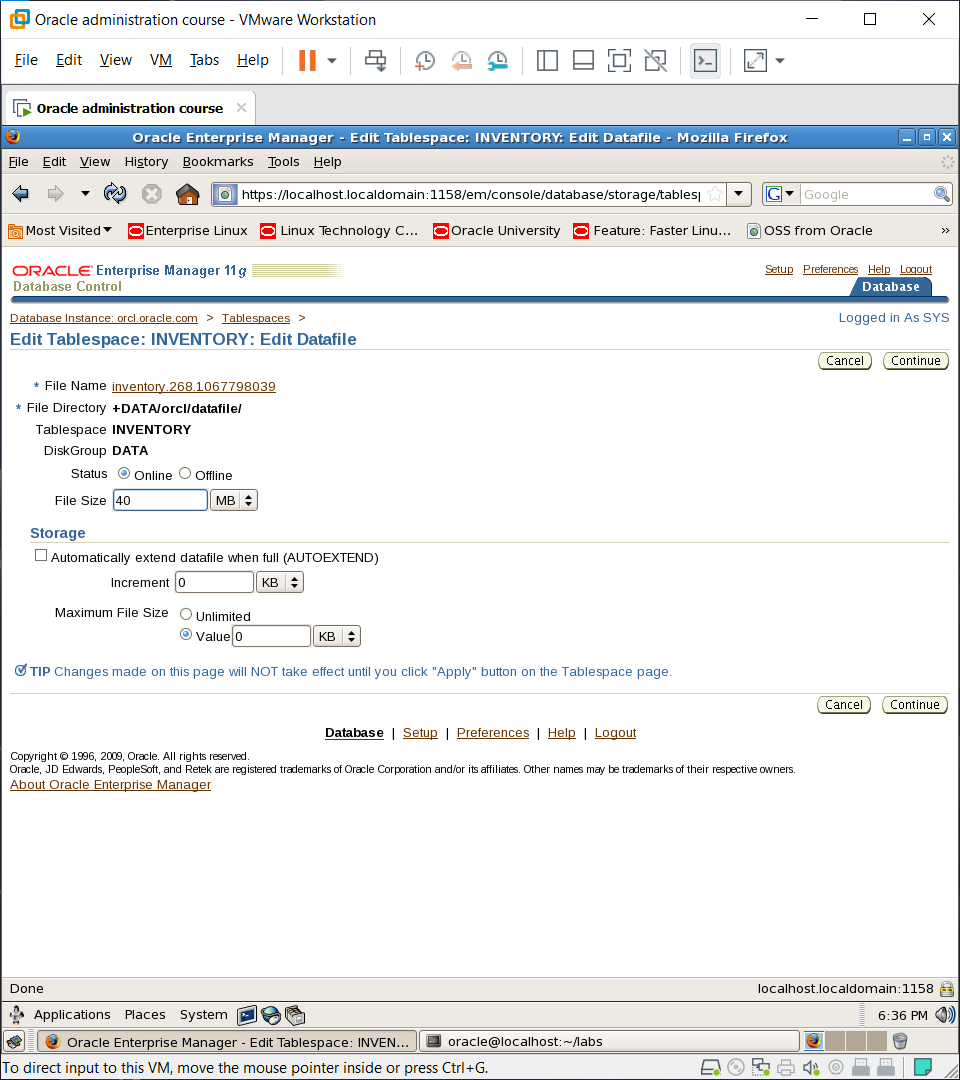 Oracle administration course - VMware Workstation
File Edit View VM Tabs Help
Oracle administration course
Oracle Enterprise Manager - Edit Tablespace: INVENTORY: Edit Datafile - Mozilla Firefox
File Edit View History Bookmarks Tools Help
https://localhost.localdomain:1158/em/console/database/storage/tablesp G Google
Most Visited Enterprise Linux Linux Technology C... Oracle University Feature: Faster Linu... OSS from Oracle »
ORACLE Enterprise Manager 11g
Setup Preferences Help Logout
Database Control
Database
Database Instance: orcl.oracle.com > Tablespaces >
Logged in As SYS
Edit Tablespace: INVENTORY: Edit Datafile
Cancel Continue
* File Name inventory.268.1067798039
* File Directory +DATA/orcl/datafile/
Tablespace INVENTORY
DiskGroup DATA
Status Online Offline
File Size 40 MB
Storage
Automatically extend datafile when full (AUTOEXTEND)
Increment 0 KB
Maximum File Size Unlimited
Value 0 KB
TIP Changes made on this page will NOT take effect until you click "Apply" button on the Tablespace page.
Cancel Continue
Database | Setup | Preferences | Help | Logout
Copyright © 1996, 2009, Oracle. All rights reserved.
Oracle, JD Edwards, PeopleSoft, and Retek are registered trademarks of Oracle Corporation and/or its affiliates. Other names may be trademarks of their respective owners.
About Oracle Enterprise Manager
Done
localhost.localdomain:1158
Applications Places System
6:36 PM
Oracle Enterprise Manager - Edit Tablespace: INVEN... oracle@localhost:~/labs
To direct input to this VM, move the mouse pointer inside or press Ctrl+G.